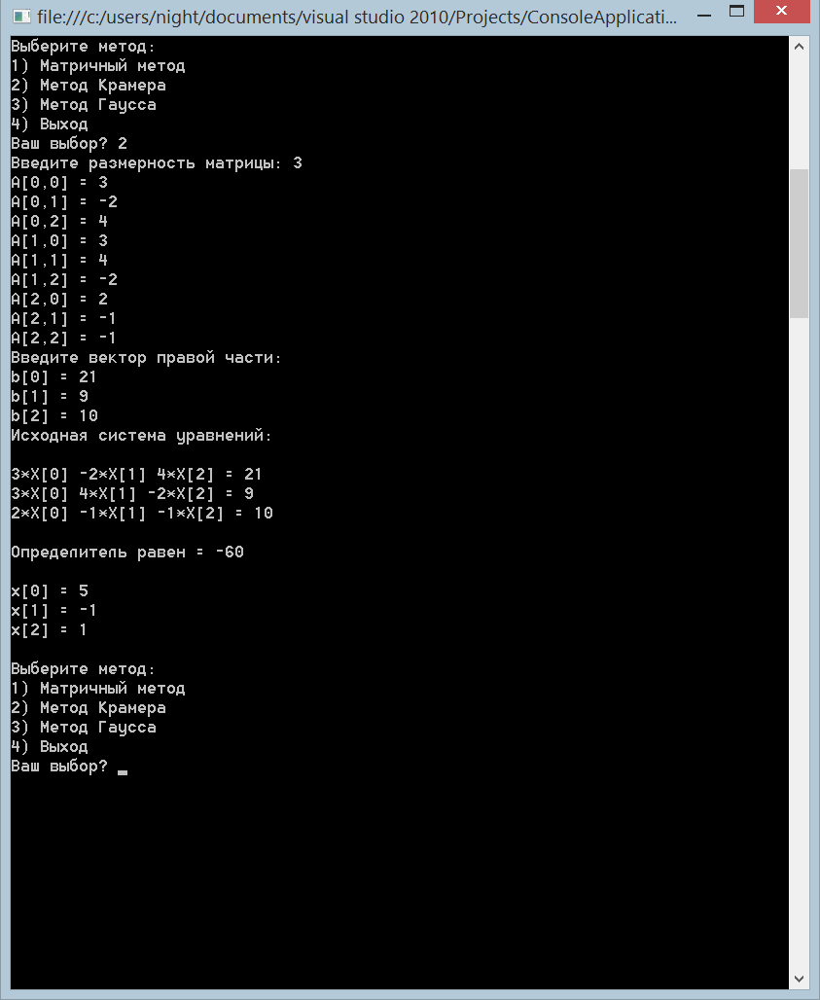 file:///c:/users/night/documents/visual studio 2010/Projects/ConsoleApplicati...
Выберите метод:
1) Матричный метод
2) Метод Крамера
3) Метод Гаусса
4) Выход
Ваш выбор? 2
Введите размерность матрицы: 3
A[0,0] = 3
A[0,1] = -2
A[0,2] = 4
A[1,0] = 3
A[1,1] = 4
A[1,2] = -2
A[2,0] = 2
A[2,1] = -1
A[2,2] = -1
Введите вектор правой части:
b[0] = 21
b[1] = 9
b[2] = 10
Исходная система уравнений:
3*X[0] -2*X[1] 4*X[2] = 21
3*X[0] 4*X[1] -2*X[2] = 9
2*X[0] -1*X[1] -1*X[2] = 10
Определитель равен = -60
x[0] = 5
x[1] = -1
x[2] = 1
Выберите метод:
1) Матричный метод
2) Метод Крамера
3) Метод Гаусса
4) Выход
Ваш выбор? _